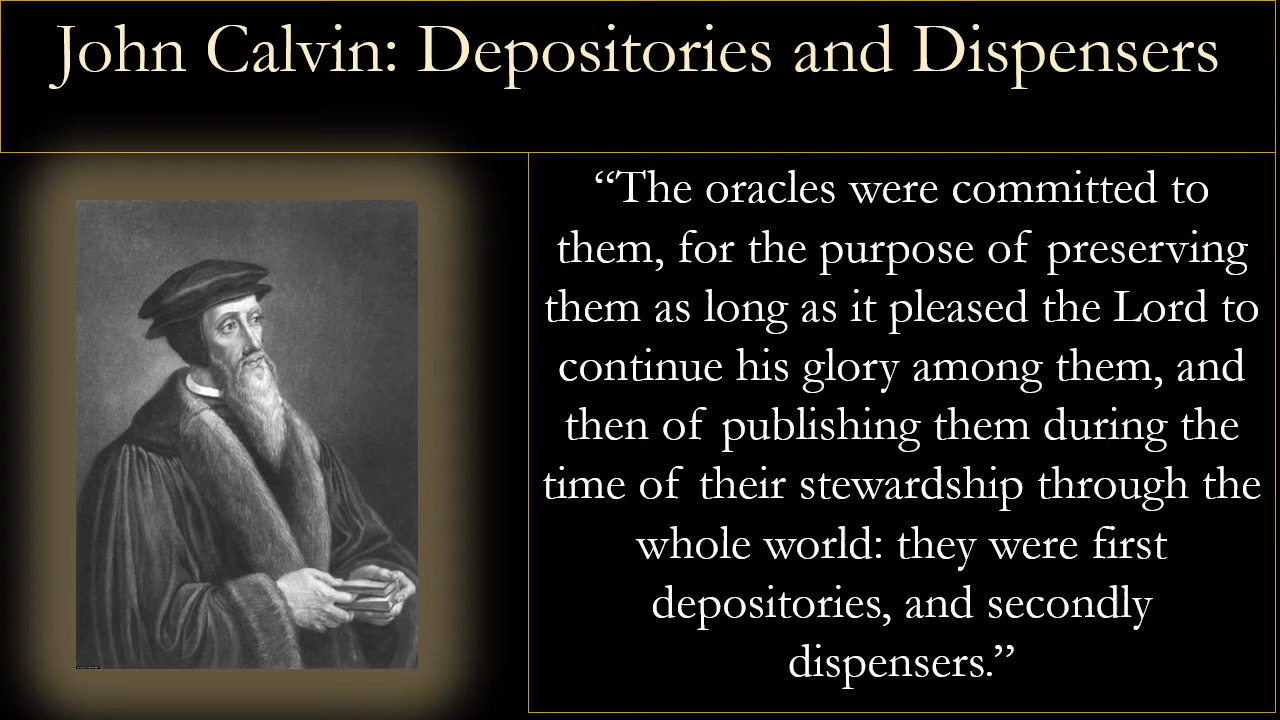 John Calvin: Depositories and Dispensers
“The oracles were committed to
them, for the purpose of preserving
them as long as it pleased the Lord to
continue his glory among them, and
then of publishing them during the
time of their stewardship through the
whole world: they were first
depositories, and secondly
dispensers.”